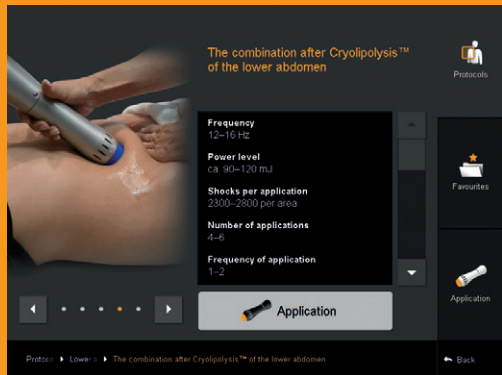 The combination after Cryolipolysis™
of the lower abdomen
Protocols
Frequency
12–16 Hz
Power level
ca. 90–120 mJ
Shocks per application
2300–2800 per area
Number of applications
4–6
Frequency of application
1–2
Favourites
Application
Application
The combination after Cryolipolysis™ of the lower abdomen
Back